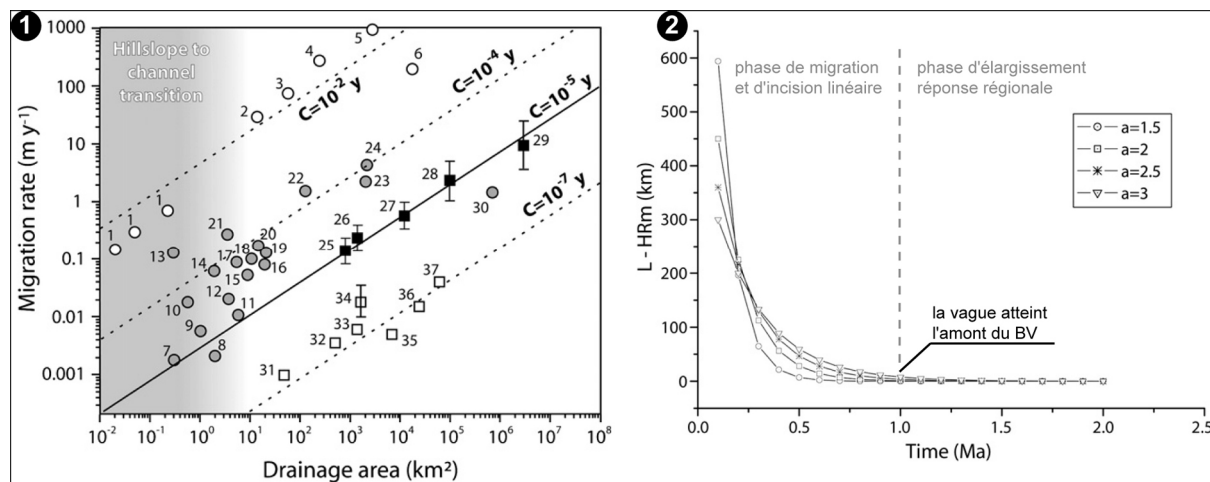 1
Hillslope to
channel
transition
C=10⁻² y
C=10⁻⁴ y
C=10⁻⁵ y
C=10⁻⁷ y
1000
100
10
1
0.1
0.01
0.001
Migration rate (m y⁻¹)
1
1
1
2
3
4
5
6
7
8
9
10
11
12
13
14
15
16
17
18
19
20
21
22
23
24
25
26
27
28
29
30
31
32
33
34
35
36
37
10⁻² 10⁻¹ 10⁰ 10¹ 10² 10³ 10⁴ 10⁵ 10⁶ 10⁷ 10⁸
Drainage area (km²)
2
phase de migration
et d'incision linéaire
phase d'élargissement
réponse régionale
a=1.5
a=2
a=2.5
a=3
la vague atteint
l'amont du BV
600
500
400
300
200
100
0
L - HRm (km)
0.0 0.5 1.0 1.5 2.0 2.5
Time (Ma)